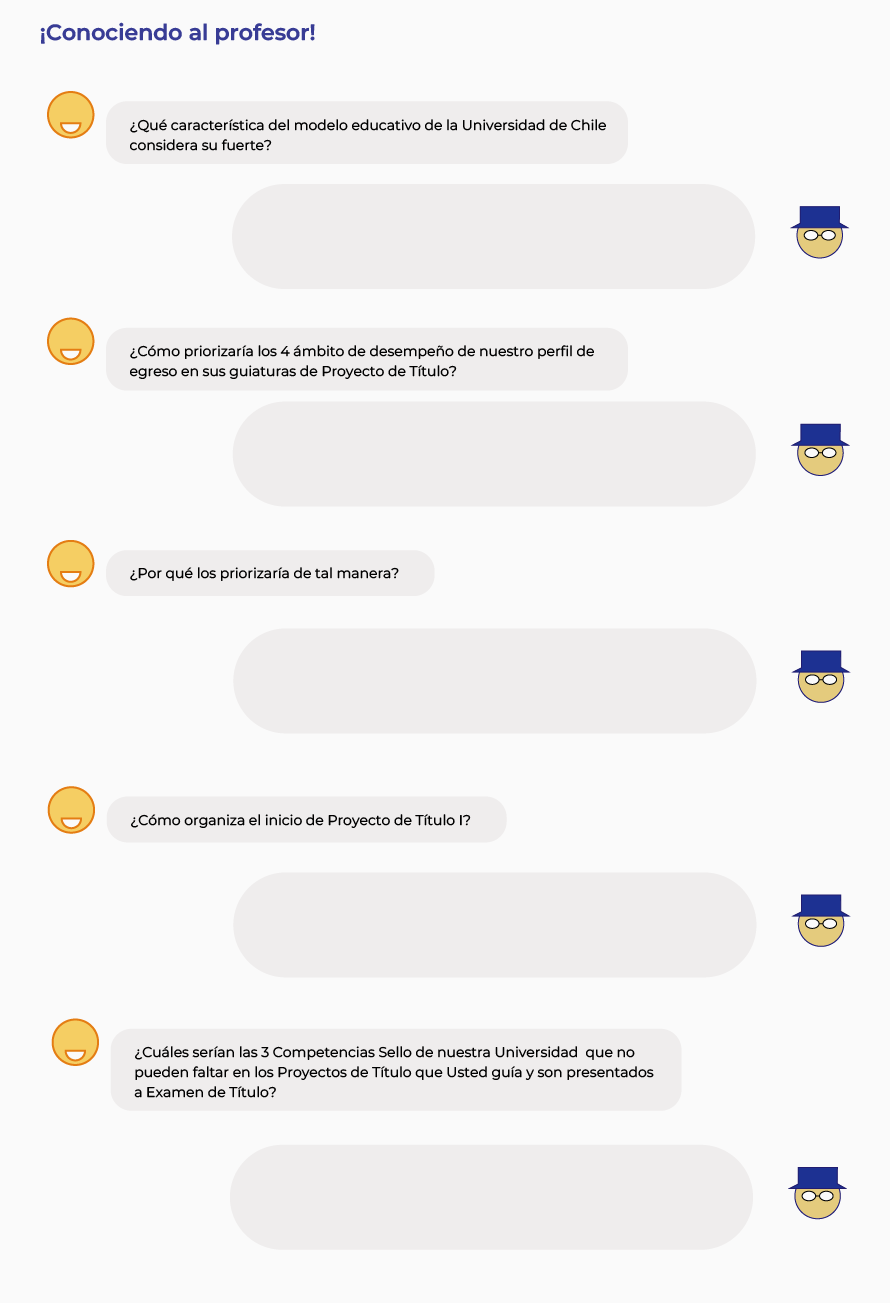 ¡Conociendo al profesor!
¿Qué característica del modelo educativo de la Universidad de Chile
considera su fuerte?
¿Cómo priorizaría los 4 ámbito de desempeño de nuestro perfil de
egreso en sus guiaturas de Proyecto de Título?
¿Por qué los priorizaría de tal manera?
¿Cómo organiza el inicio de Proyecto de Título I?
¿Cuáles serían las 3 Competencias Sello de nuestra Universidad  que no
pueden faltar en los Proyectos de Título que Usted guía y son presentados
a Examen de Título?